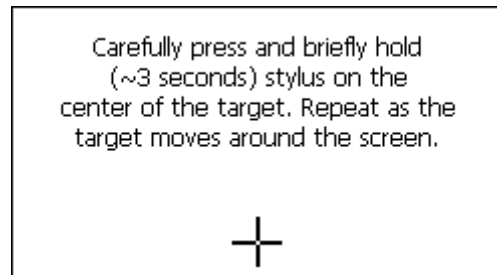 Carefully press and briefly hold
(~3 seconds) stylus on the
center of the target. Repeat as the
target moves around the screen.